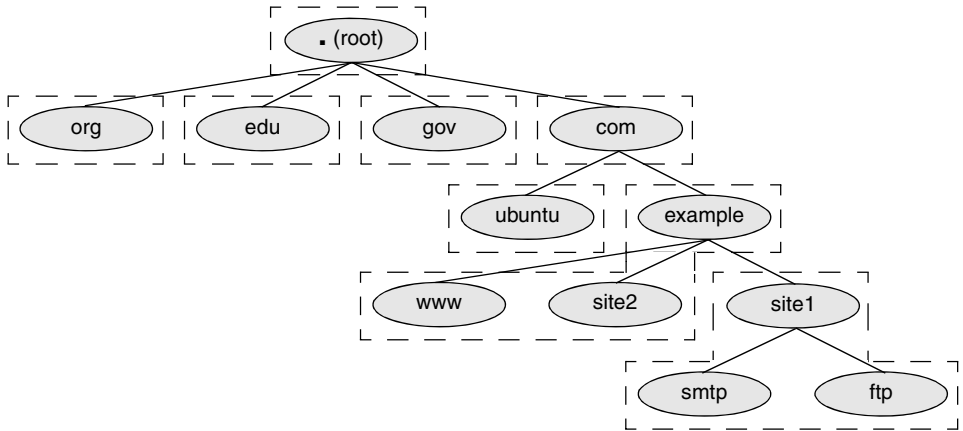 . (root)
org edu gov com
ubuntu example
www site2 site1
smtp ftp